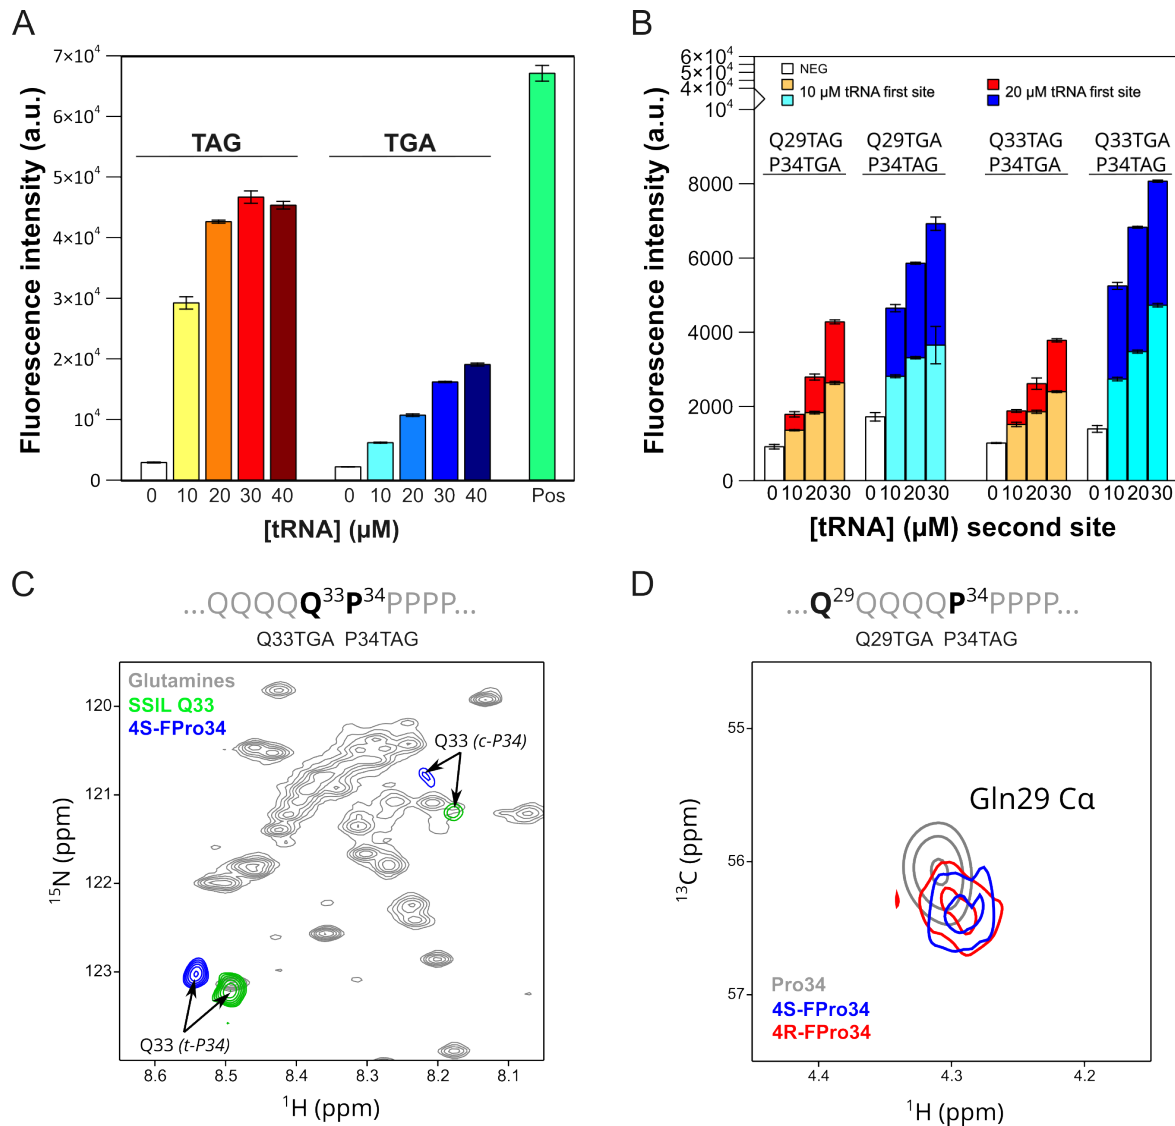 A
Fluorescence intensity (a.u.)
7×10⁴
6×10⁴
5×10⁴
4×10⁴
3×10⁴
2×10⁴
10⁴
0
TAG
TGA
0 10 20 30 40 0 10 20 30 40 Pos
[tRNA] (µM)
B
Fluorescence intensity (a.u.)
6×10⁴
5×10⁴
4×10⁴
10⁴
8000
6000
4000
2000
0
NEG
10 µM tRNA first site
20 µM tRNA first site
Q29TAG Q29TGA Q33TAG Q33TGA
P34TGA P34TAG P34TGA P34TAG
0 10 20 30 0 10 20 30 0 10 20 30 0 10 20 30
[tRNA] (µM) second site
C
...QQQQQ³³P³⁴PPPP...
Q33TGA P34TAG
Glutamines
SSIL Q33
4S-FPro34
Q33 (c-P34)
Q33 (t-P34)
¹⁵N (ppm)
120
121
122
123
8.6 8.5 8.4 8.3 8.2 8.1
¹H (ppm)
D
...Q²⁹QQQQP³⁴PPPP...
Q29TGA P34TAG
Gln29 Cα
Pro34
4S-FPro34
4R-FPro34
¹³C (ppm)
55
56
57
4.4 4.3 4.2
¹H (ppm)